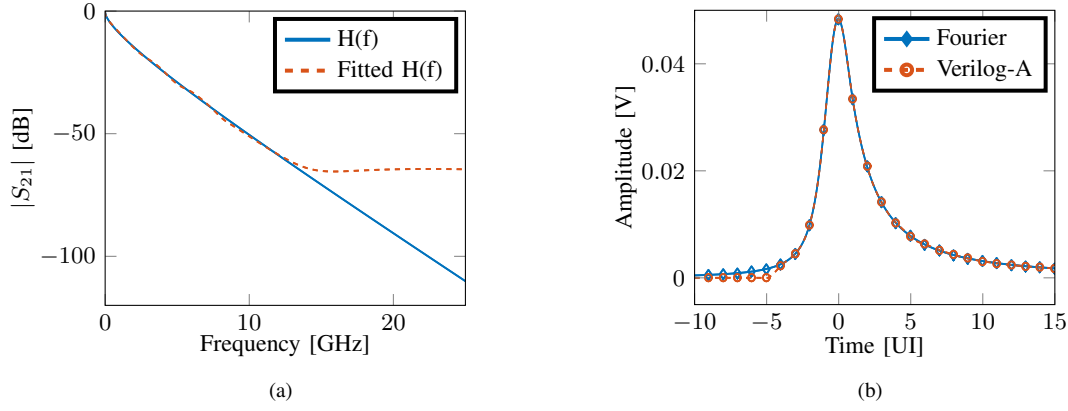 0
−50
−100
|S21| [dB]
H(f)
Fitted H(f)
0
10
20
Frequency [GHz]
(a)
0.04
0.02
0
Amplitude [V]
Fourier
Verilog-A
−10
−5
0
5
10
15
Time [UI]
(b)